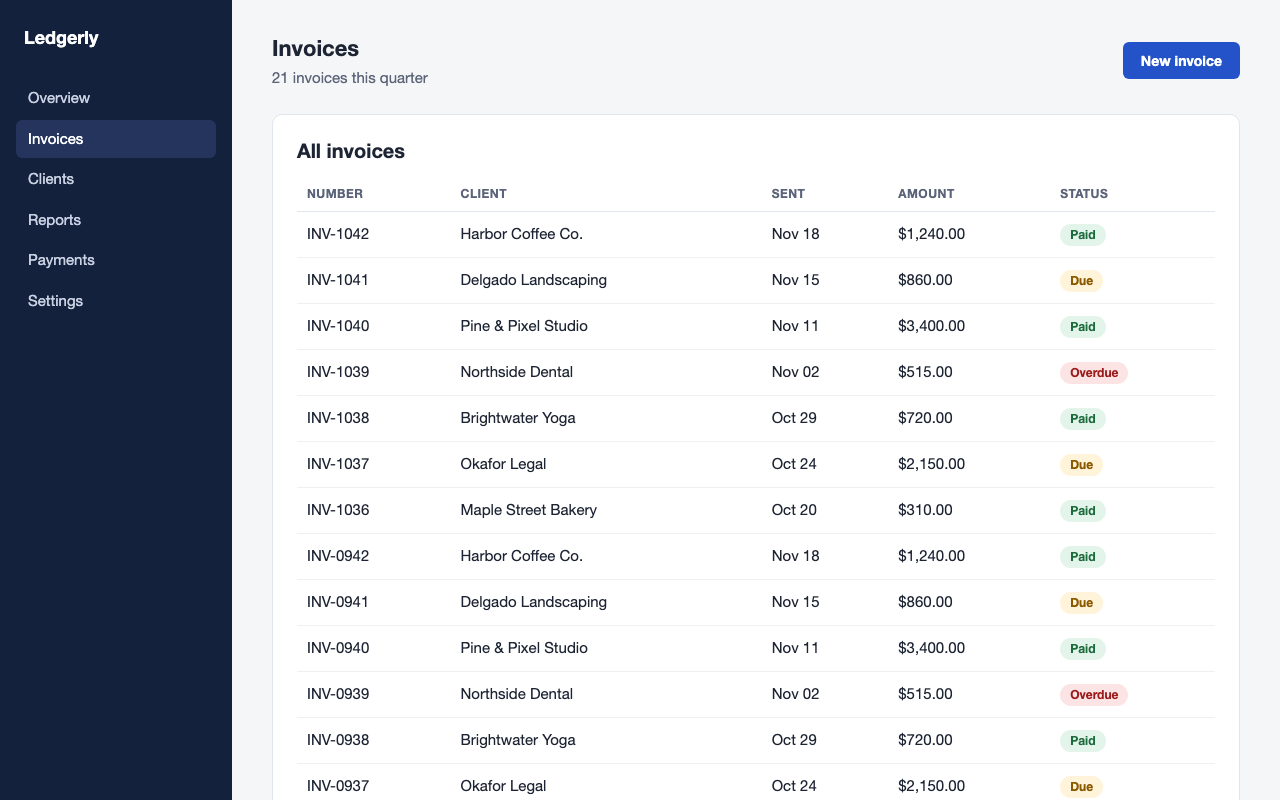 Ledgerly
Overview
Invoices
Clients
Reports
Payments
Settings
Invoices
21 invoices this quarter
New invoice
All invoices
NUMBER CLIENT SENT AMOUNT STATUS
INV-1042 Harbor Coffee Co. Nov 18 $1,240.00 Paid
INV-1041 Delgado Landscaping Nov 15 $860.00 Due
INV-1040 Pine & Pixel Studio Nov 11 $3,400.00 Paid
INV-1039 Northside Dental Nov 02 $515.00 Overdue
INV-1038 Brightwater Yoga Oct 29 $720.00 Paid
INV-1037 Okafor Legal Oct 24 $2,150.00 Due
INV-1036 Maple Street Bakery Oct 20 $310.00 Paid
INV-0942 Harbor Coffee Co. Nov 18 $1,240.00 Paid
INV-0941 Delgado Landscaping Nov 15 $860.00 Due
INV-0940 Pine & Pixel Studio Nov 11 $3,400.00 Paid
INV-0939 Northside Dental Nov 02 $515.00 Overdue
INV-0938 Brightwater Yoga Oct 29 $720.00 Paid
INV-0937 Okafor Legal Oct 24 $2,150.00 Due